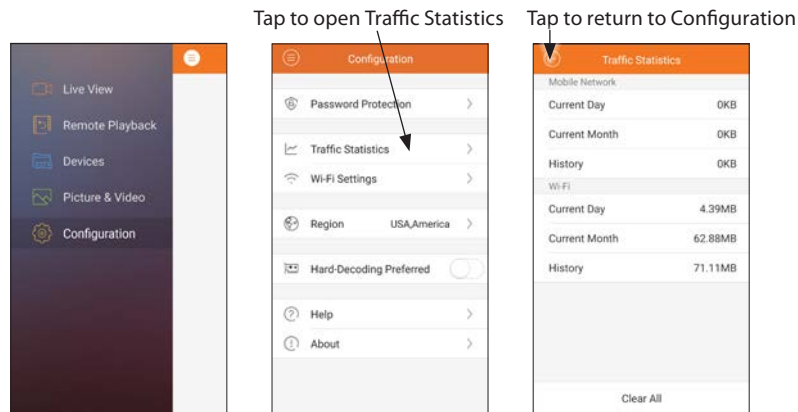 Tap to open Traffic Statistics
Tap to return to Configuration
Live View
Remote Playback
Devices
Picture & Video
Configuration
Configuration
Password Protection
Traffic Statistics
Wi-Fi Settings
Region USA,America
Hard-Decoding Preferred
Help
About
Traffic Statistics
Mobile Network
Current Day 0KB
Current Month 0KB
History 0KB
Wi-Fi
Current Day 4.39MB
Current Month 62.88MB
History 71.11MB
Clear All